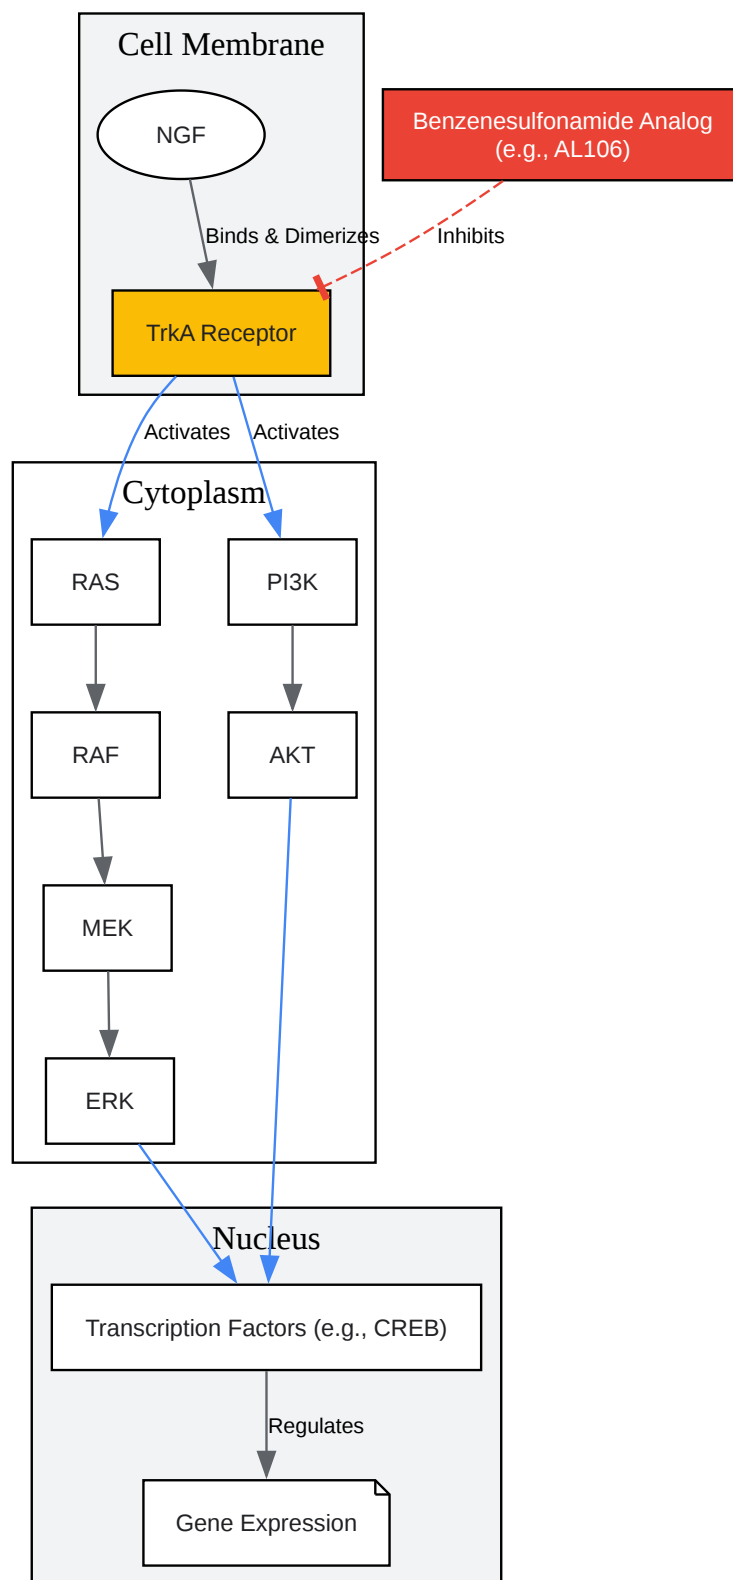 Cell Membrane
NGF
Benzenesulfonamide Analog
(e.g., AL106)
Binds & Dimerizes
Inhibits
TrkA Receptor
Activates
Activates
Cytoplasm
RAS
PI3K
RAF
AKT
MEK
ERK
Nucleus
Transcription Factors (e.g., CREB)
Regulates
Gene Expression